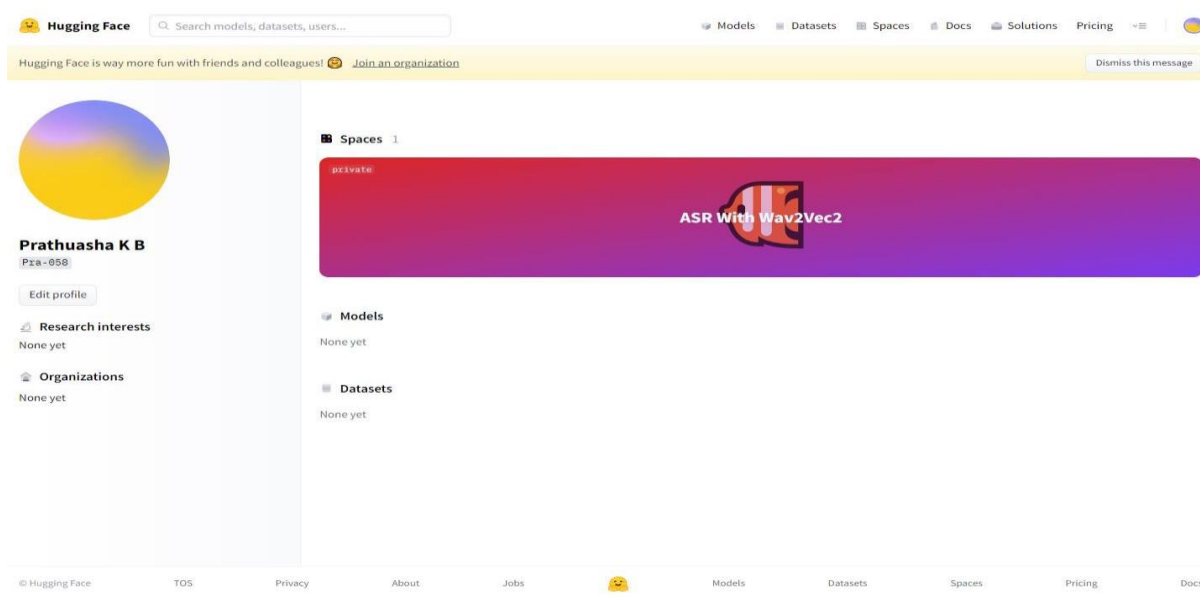 Hugging Face
Search models, datasets, users...
Models
Datasets
Spaces
Docs
Solutions
Pricing
Hugging Face is way more fun with friends and colleagues! Join an organization
Dismiss this message
Prathuasha K B
Pra-058
Edit profile
Research interests
None yet
Organizations
None yet
Spaces 1
private
ASR With Wav2Vec2
Models
None yet
Datasets
None yet
© Hugging Face
TOS
Privacy
About
Jobs
Models
Datasets
Spaces
Pricing
Docs